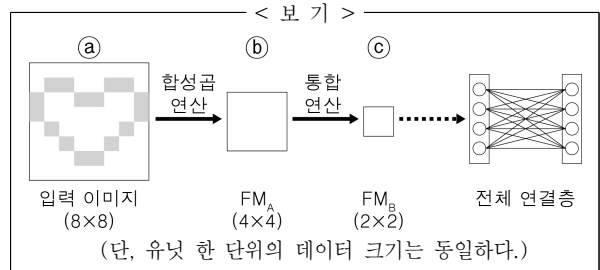 < 보 기 >
ⓐ ⓑ ⓒ
합성곱 연산
통합 연산
입력 이미지 (8×8)
FM_A (4×4)
FM_B (2×2)
전체 연결층
(단, 유닛 한 단위의 데이터 크기는 동일하다.)